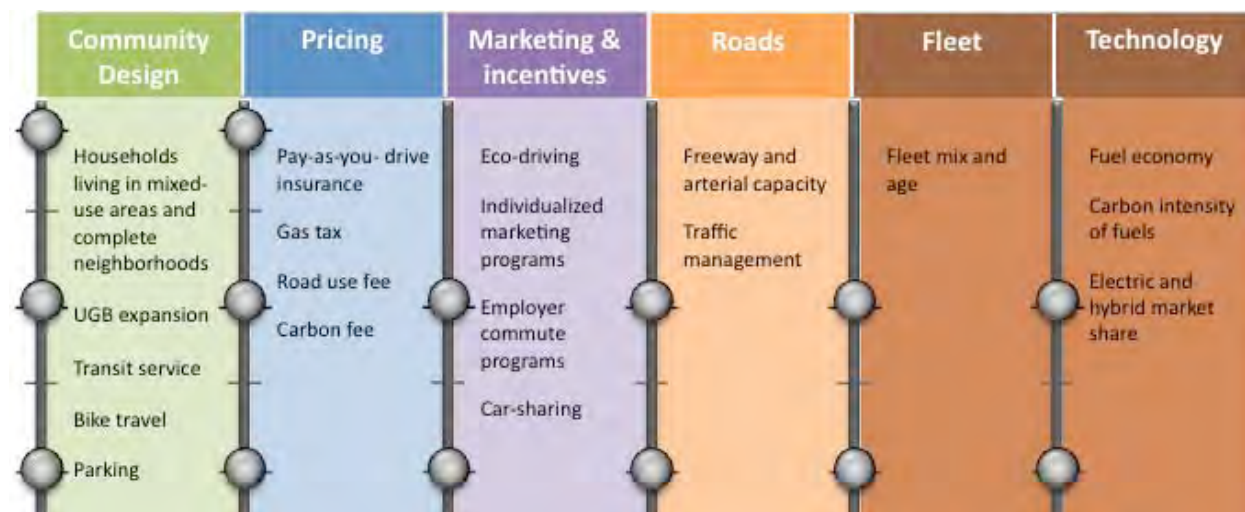 Community
Design
Households
living in mixed-
use areas and
complete
neighborhoods
UGB expansion
Transit service
Bike travel
Parking
Pricing
Pay-as-you- drive
insurance
Gas tax
Road use fee
Carbon fee
Marketing &
incentives
Eco-driving
Individualized
marketing
programs
Employer
commute
programs
Car-sharing
Roads
Freeway and
arterial capacity
Traffic
management
Fleet
Fleet mix and
age
Technology
Fuel economy
Carbon intensity
of fuels
Electric and
hybrid market
share